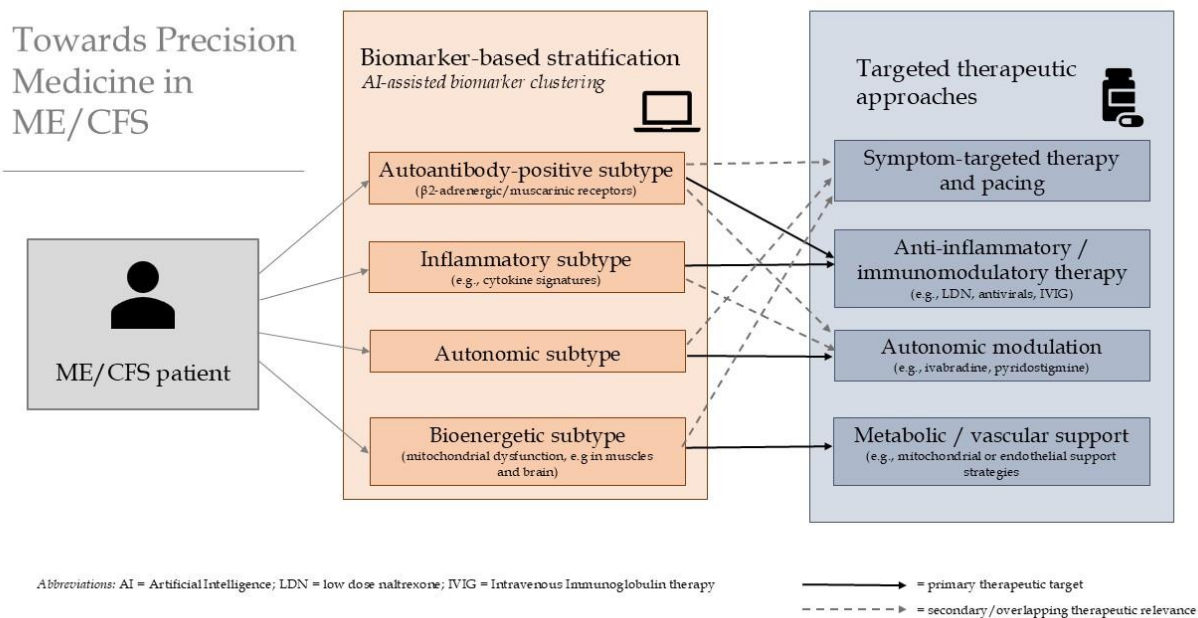 Towards Precision
Medicine in
ME/CFS
ME/CFS patient
Biomarker-based stratification
AI-assisted biomarker clustering
Autoantibody-positive subtype
(β2-adrenergic/muscarinic receptors)
Inflammatory subtype
(e.g., cytokine signatures)
Autonomic subtype
Bioenergetic subtype
(mitochondrial dysfunction, e.g in muscles
and brain)
Targeted therapeutic
approaches
Symptom-targeted therapy
and pacing
Anti-inflammatory /
immunomodulatory therapy
(e.g., LDN, antivirals, IVIG)
Autonomic modulation
(e.g., ivabradine, pyridostigmine)
Metabolic / vascular support
(e.g., mitochondrial or endothelial support
strategies
Abbreviations: AI = Artificial Intelligence; LDN = low dose naltrexone; IVIG = Intravenous Immunoglobulin therapy
= primary therapeutic target
= secondary/overlapping therapeutic relevance